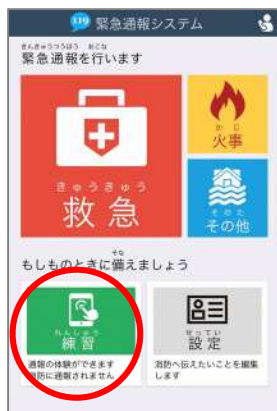 119 緊急通報システム
きんきゅうつうほう おこな
緊急通報を行います
きゅうきゅう
救急
かじ
火事
そのた
その他
そな
もしものときに備えましょう
れんしゅう
練習
通報の体験ができます
消防に通報されません
せってい
設定
消防へ伝えたいことを編集
します